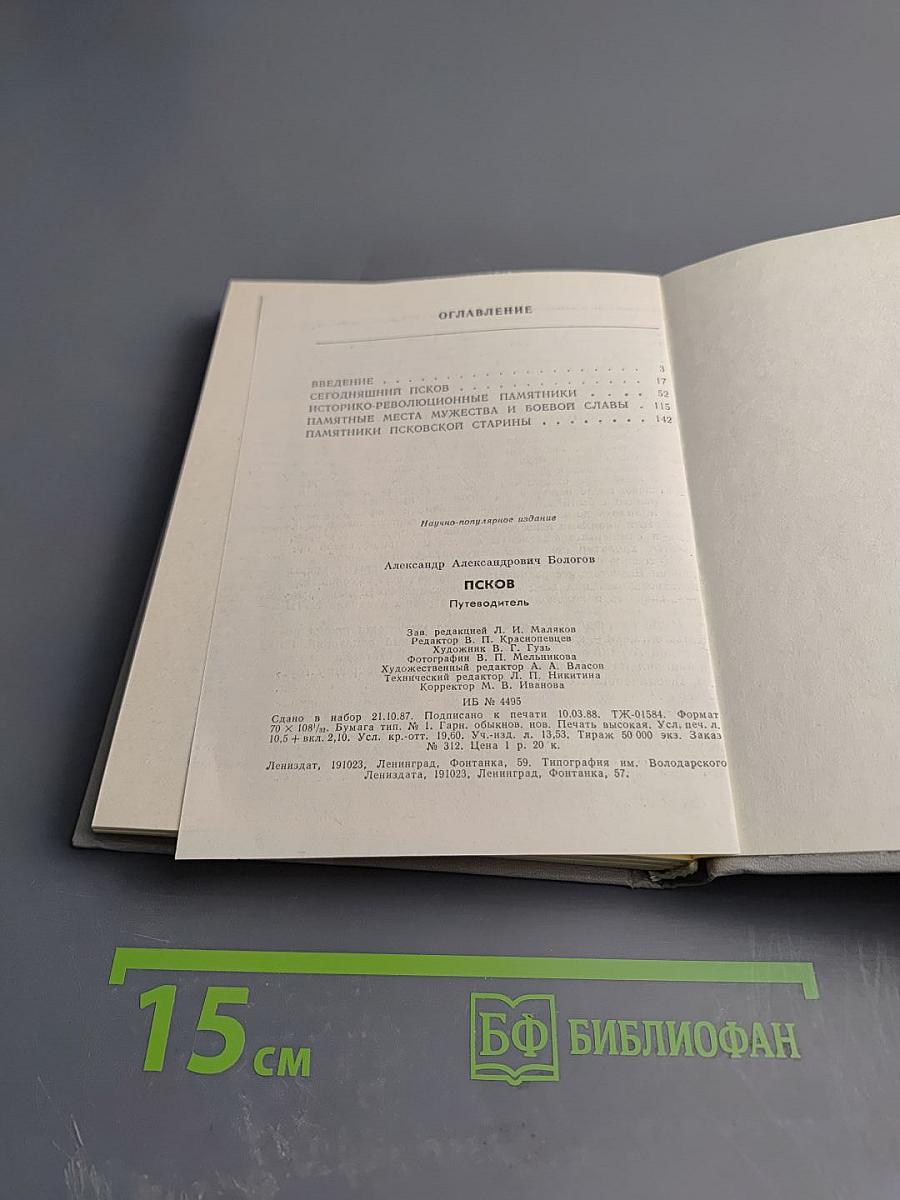 ОГЛАВЛЕНИЕ
ВВЕДЕНИЕ . . . . . . . . . . . . . . . . . . . . . 3
СЕГОДНЯШНИЙ ПСКОВ . . . . . . . . . . . . . . . 17
ИСТОРИКО-РЕВОЛЮЦИОННЫЕ ПАМЯТНИКИ . . . . 52
ПАМЯТНЫЕ МЕСТА МУЖЕСТВА И БОЕВОЙ СЛАВЫ . 115
ПАМЯТНИКИ ПСКОВСКОЙ СТАРИНЫ . . . . . . . . 142
Научно-популярное издание
Александр Александрович Бологов
ПСКОВ
Путеводитель
Зав. редакцией Л. И. Маляков
Редактор В. П. Краснопевцев
Художник В. Г. Гузь
Фотографии В. П. Мельникова
Художественный редактор А. А. Власов
Технический редактор Л. П. Никитина
Корректор М. В. Иванова
ИБ № 4495
Сдано в набор 21.10.87. Подписано к печати 10.03.88. ТЖ-01584. Формат
70 × 108¹/₃₂. Бумага тип. № 1. Гарн. обыкнов. нов. Печать высокая. Усл. печ. л.
10,5 + вкл. 2,10. Усл. кр.-отт. 19,60. Уч.-изд. л. 13,53. Тираж 50 000 экз. Заказ
№ 312. Цена 1 р. 20 к.
Лениздат, 191023, Ленинград, Фонтанка, 59. Типография им. Володарского
Лениздата, 191023, Ленинград, Фонтанка, 57.
15 см
БФ БИБЛИОФАН